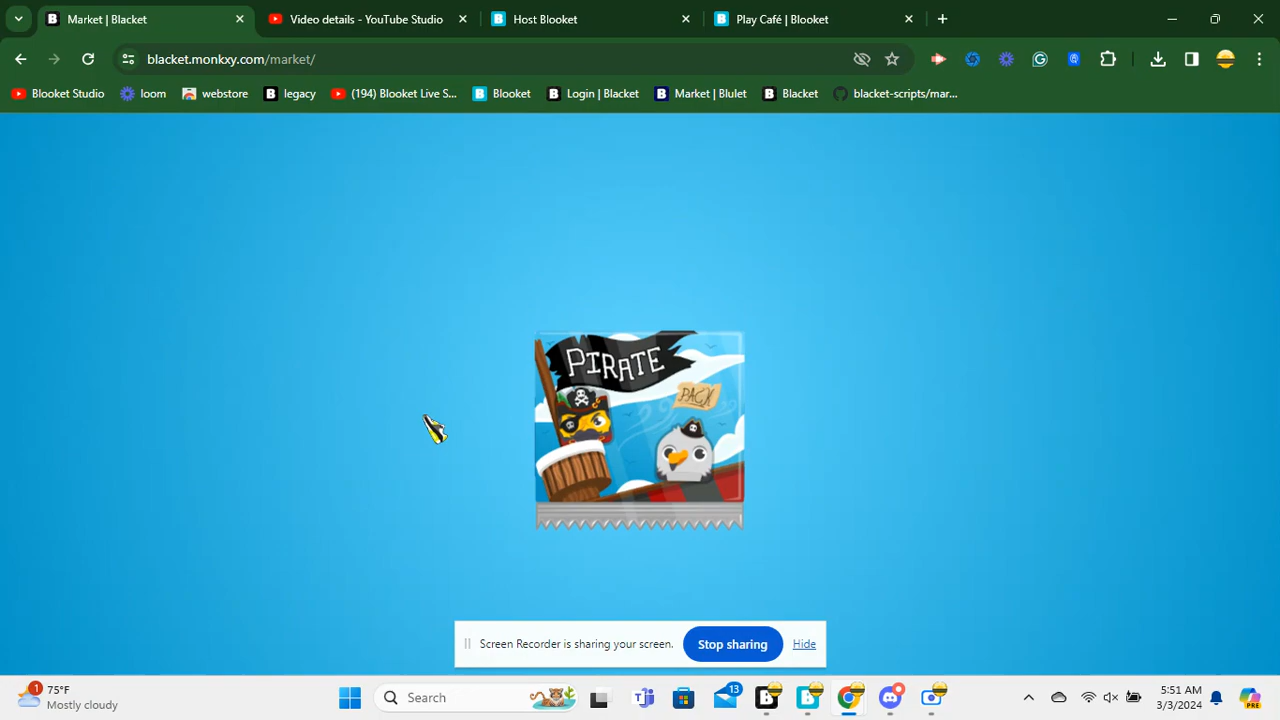 Market | Blacket
Video details - YouTube Studio
Host Blooket
Play Café | Blooket
blacket.monkxy.com/market/
Blooket Studio
loom
webstore
legacy
(194) Blooket Live S...
Blooket
Login | Blacket
Market | Blulet
Blacket
blacket-scripts/mar...
PIRATE
PACK
Screen Recorder is sharing your screen.
Stop sharing
Hide
1
75°F
Mostly cloudy
Search
13
5:51 AM
3/3/2024
PRE